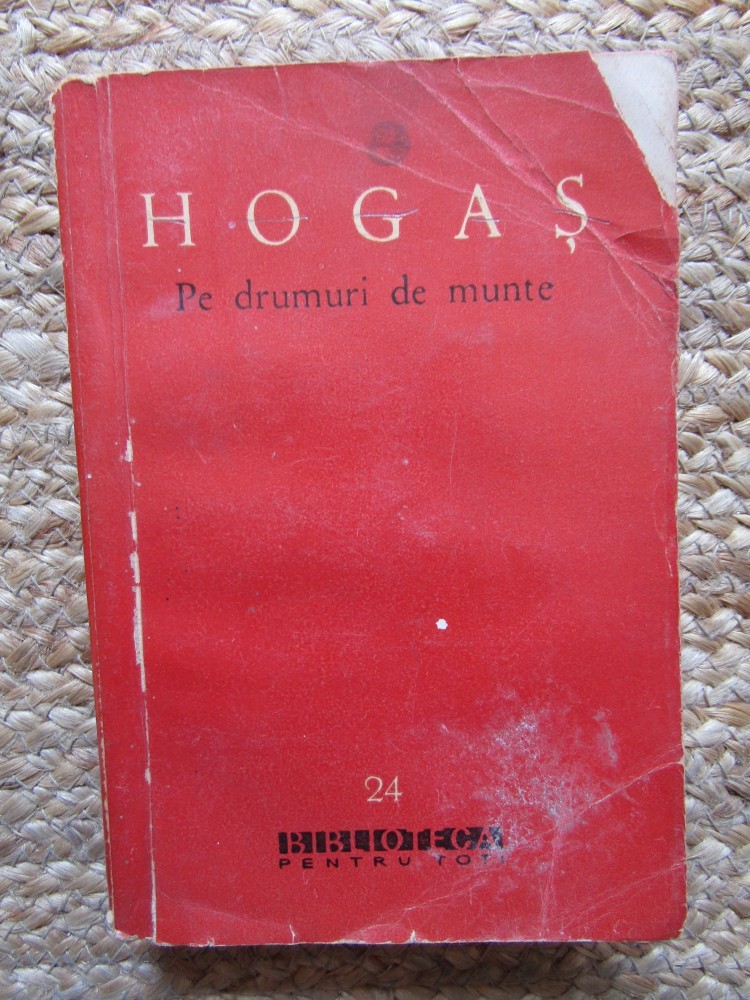 HOGAȘ
Pe drumuri de munte
24
BIBLIOTECA
PENTRU TOȚI